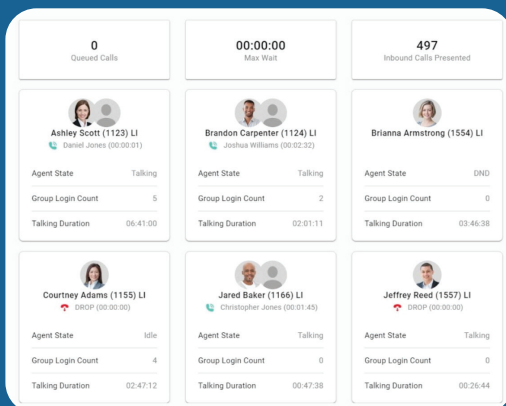 0
Queued Calls
00:00:00
Max Wait
497
Inbound Calls Presented
Ashley Scott (1123) LI
Daniel Jones (00:00:01)
Agent State Talking
Group Login Count 5
Talking Duration 06:41:00
Brandon Carpenter (1124) LI
Joshua Williams (00:02:32)
Agent State Talking
Group Login Count 2
Talking Duration 02:01:11
Brianna Armstrong (1554) LI
Agent State DND
Group Login Count 0
Talking Duration 03:46:38
Courtney Adams (1155) LI
DROP (00:00:00)
Agent State Idle
Group Login Count 4
Talking Duration 02:47:12
Jared Baker (1166) LI
Christopher Jones (00:01:45)
Agent State Talking
Group Login Count 0
Talking Duration 00:47:38
Jeffrey Reed (1557) LI
DROP (00:00:00)
Agent State Talking
Group Login Count 0
Talking Duration 00:26:44